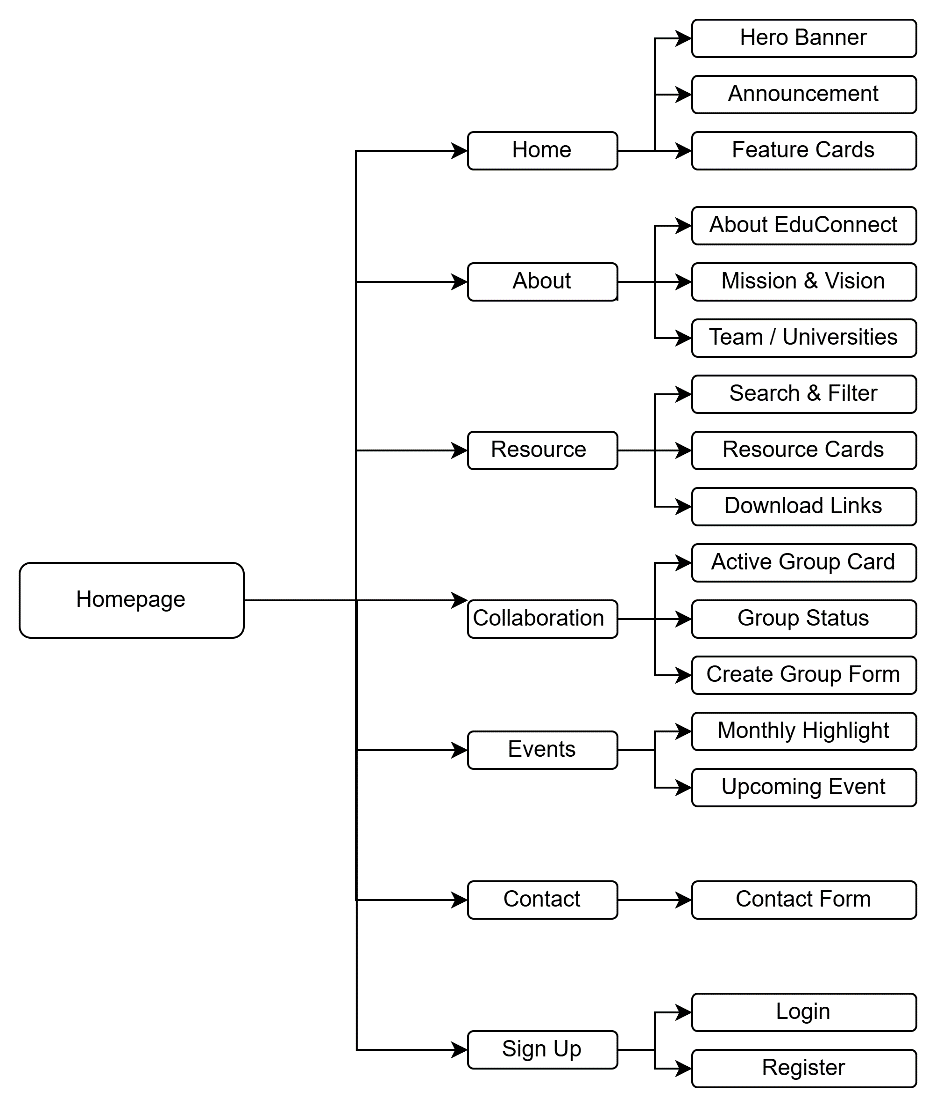 Hero Banner
Announcement
Home
Feature Cards
About EduConnect
About
Mission & Vision
Team / Universities
Search & Filter
Resource
Resource Cards
Download Links
Active Group Card
Homepage
Collaboration
Group Status
Create Group Form
Monthly Highlight
Events
Upcoming Event
Contact
Contact Form
Login
Sign Up
Register